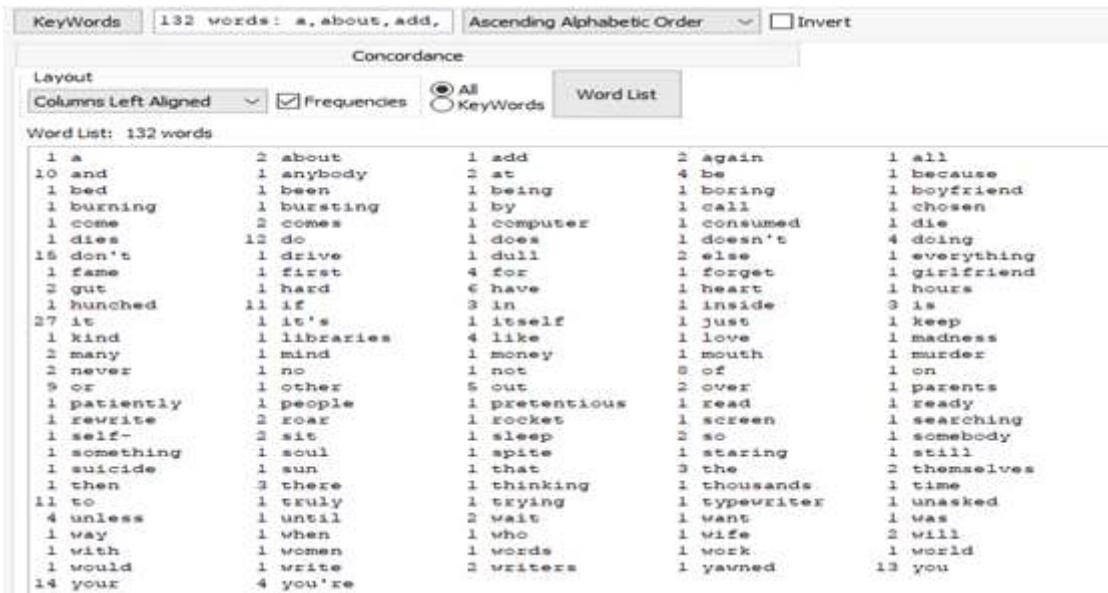 KeyWords 132 words: a,about,add, Ascending Alphabetic Order Invert
Concordance
Layout
Columns Left Aligned Frequencies All KeyWords Word List
Word List: 132 words
1 a 2 about 1 add 2 again 1 all
10 and 1 anybody 2 at 4 be 1 because
1 bed 1 been 1 being 1 boring 1 boyfriend
1 burning 1 bursting 1 by 1 call 1 chosen
1 come 2 comes 1 computer 1 consumed 1 die
1 dies 12 do 1 does 1 doesn't 4 doing
15 don't 1 drive 1 dull 2 else 1 everything
1 fame 1 first 4 for 1 forget 1 girlfriend
2 gut 1 hard 6 have 1 heart 1 hours
1 hunched 11 if 3 in 1 inside 3 is
27 it 1 it's 1 itself 1 just 1 keep
1 kind 1 libraries 4 like 1 love 1 madness
2 many 1 mind 1 money 1 mouth 1 murder
2 never 1 no 1 not 8 of 1 on
9 or 1 other 5 out 2 over 1 parents
1 patiently 1 people 1 pretentious 1 read 1 ready
1 rewrite 2 roar 1 rocket 1 screen 1 searching
1 self- 2 sit 1 sleep 2 so 1 somebody
1 something 1 soul 1 spite 1 staring 1 still
1 suicide 1 sun 1 that 3 the 2 themselves
1 then 3 there 1 thinking 1 thousands 1 time
11 to 1 truly 1 trying 1 typewriter 1 unasked
4 unless 1 until 2 wait 1 want 1 was
1 way 1 when 1 who 1 wife 2 will
1 with 1 women 1 words 1 work 1 world
1 would 1 write 2 writers 1 yawned 13 you
14 your 4 you're